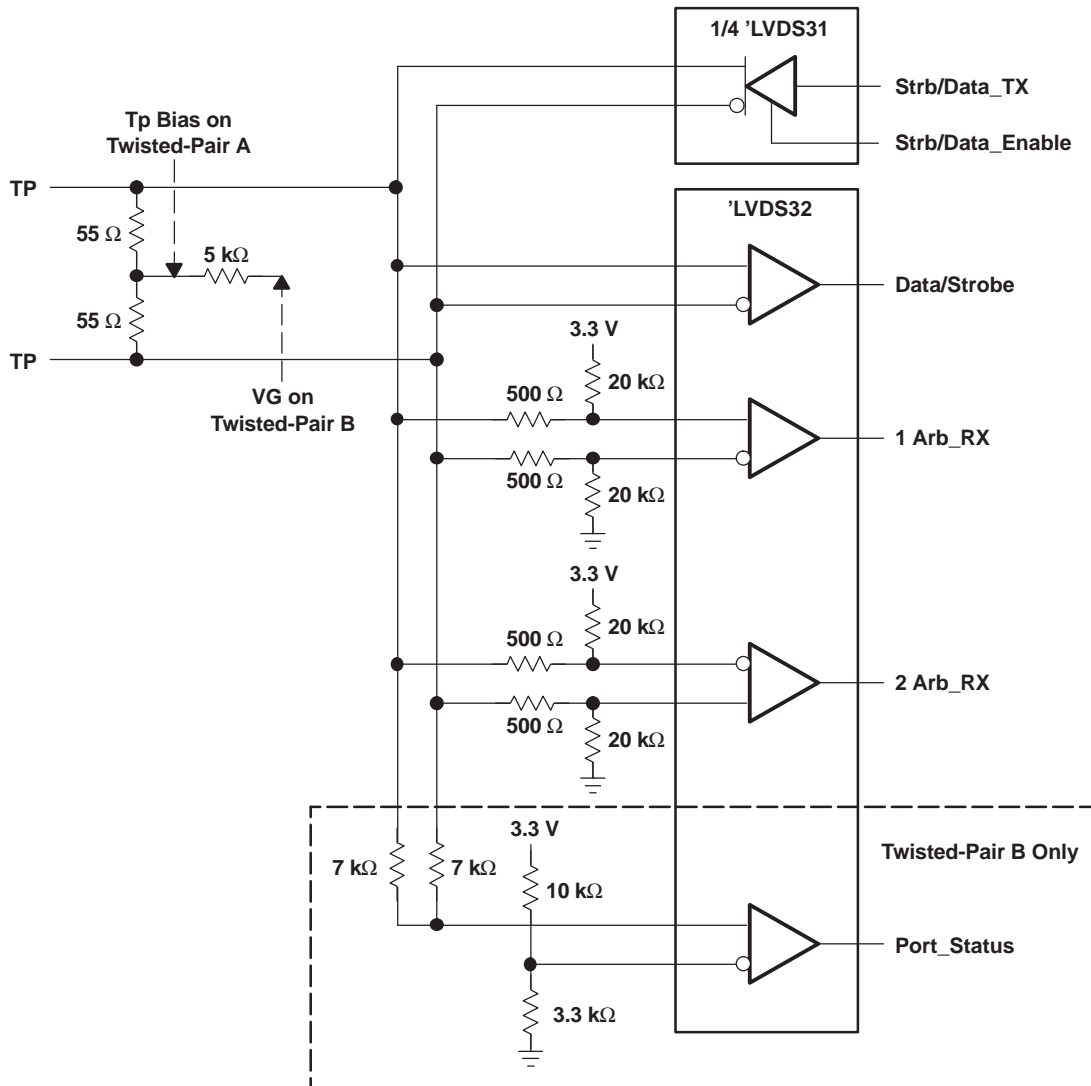 1/4 ’LVDS31
Strb/Data_TX
Strb/Data_Enable
Tp Bias on
Twisted-Pair A
TP
55 Ω
5 kΩ
55 Ω
TP
VG on
Twisted-Pair B
’LVDS32
Data/Strobe
3.3 V
20 kΩ
500 Ω
1 Arb_RX
500 Ω
20 kΩ
3.3 V
20 kΩ
500 Ω
2 Arb_RX
500 Ω
20 kΩ
Twisted-Pair B Only
3.3 V
7 kΩ
7 kΩ
10 kΩ
Port_Status
3.3 kΩ